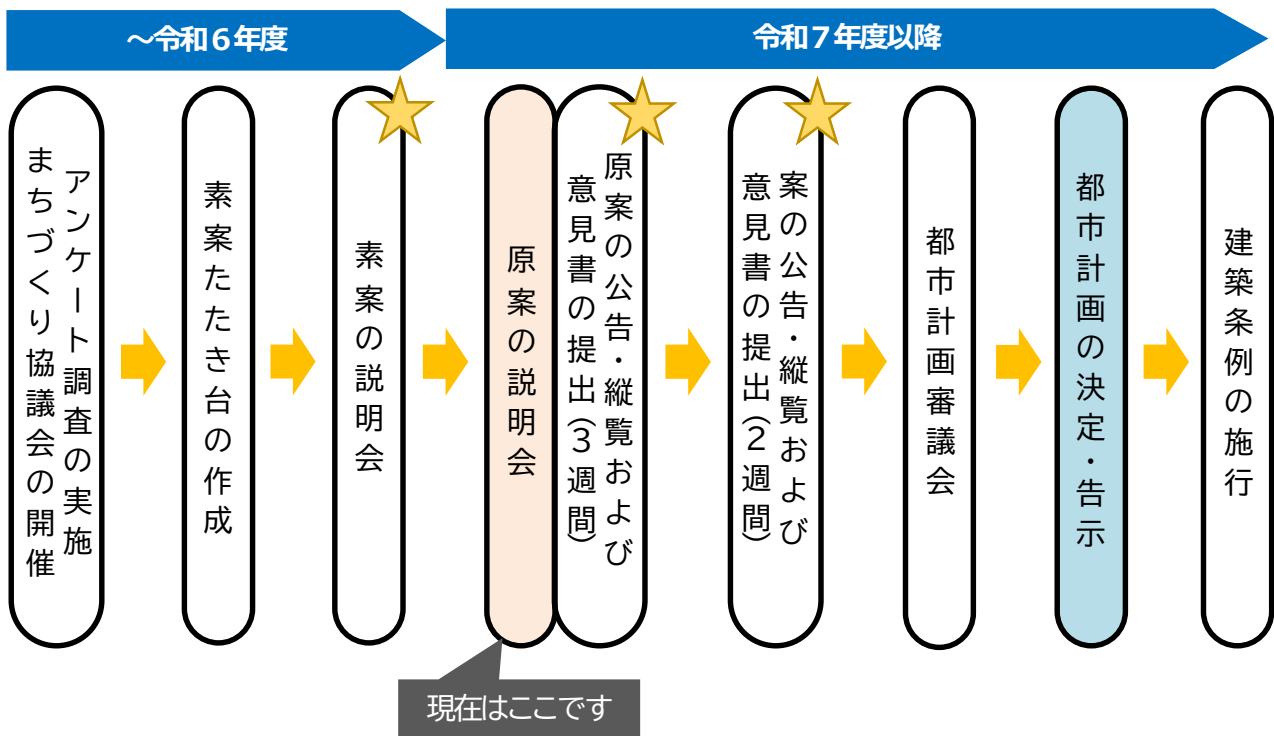 ～令和６年度
令和７年度以降
アンケート調査の実施
まちづくり協議会の開催
素案たたき台の作成
素案の説明会
原案の説明会
原案の公告・縦覧および
意見書の提出（３週間）
案の公告・縦覧および
意見書の提出（２週間）
都市計画審議会
都市計画の決定・告示
建築条例の施行
現在はここです